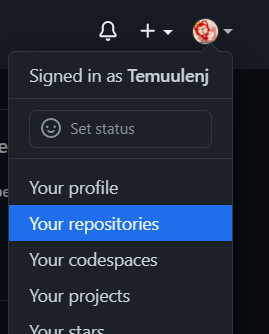 Signed in as Temuulenj
Set status
Your profile
Your repositories
Your codespaces
Your projects
Your stars